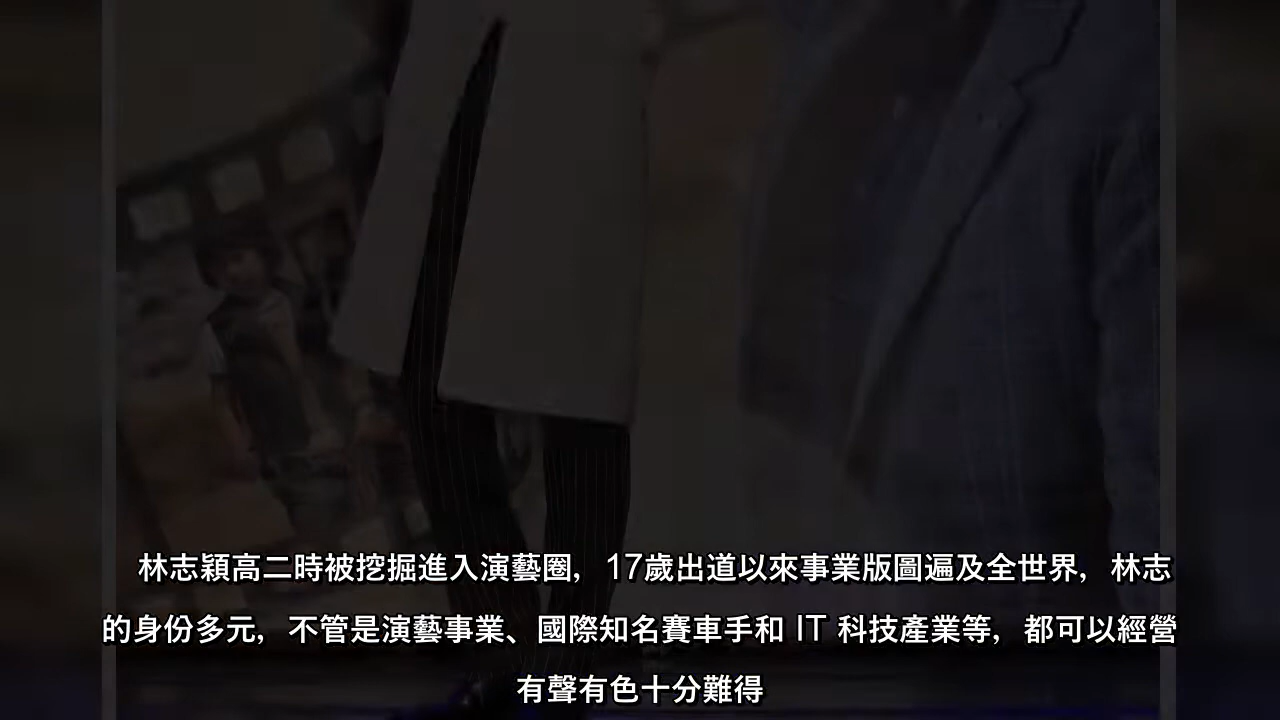 林志穎高二時被挖掘進入演藝圈，17歲出道以來事業版圖遍及全世界，林志
的身份多元，不管是演藝事業、國際知名賽車手和 IT 科技產業等，都可以經營
有聲有色十分難得